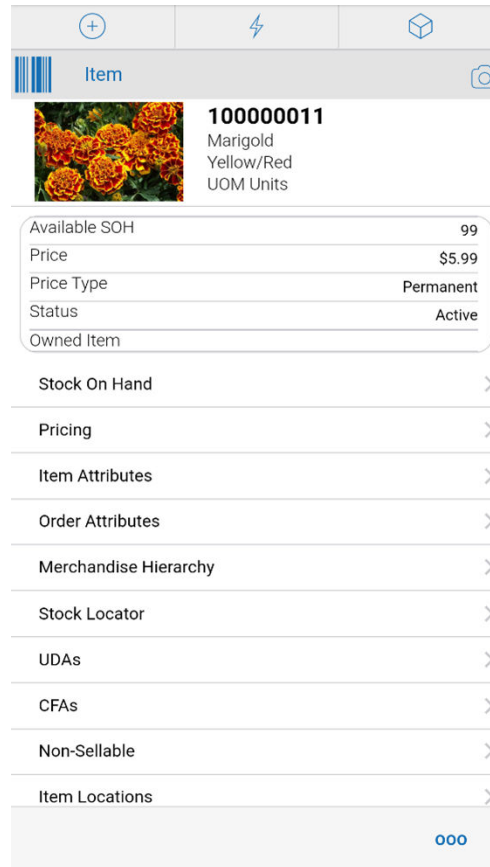 Item
100000011
Marigold
Yellow/Red
UOM Units
Available SOH 99
Price $5.99
Price Type Permanent
Status Active
Owned Item
Stock On Hand
Pricing
Item Attributes
Order Attributes
Merchandise Hierarchy
Stock Locator
UDAs
CFAs
Non-Sellable
Item Locations